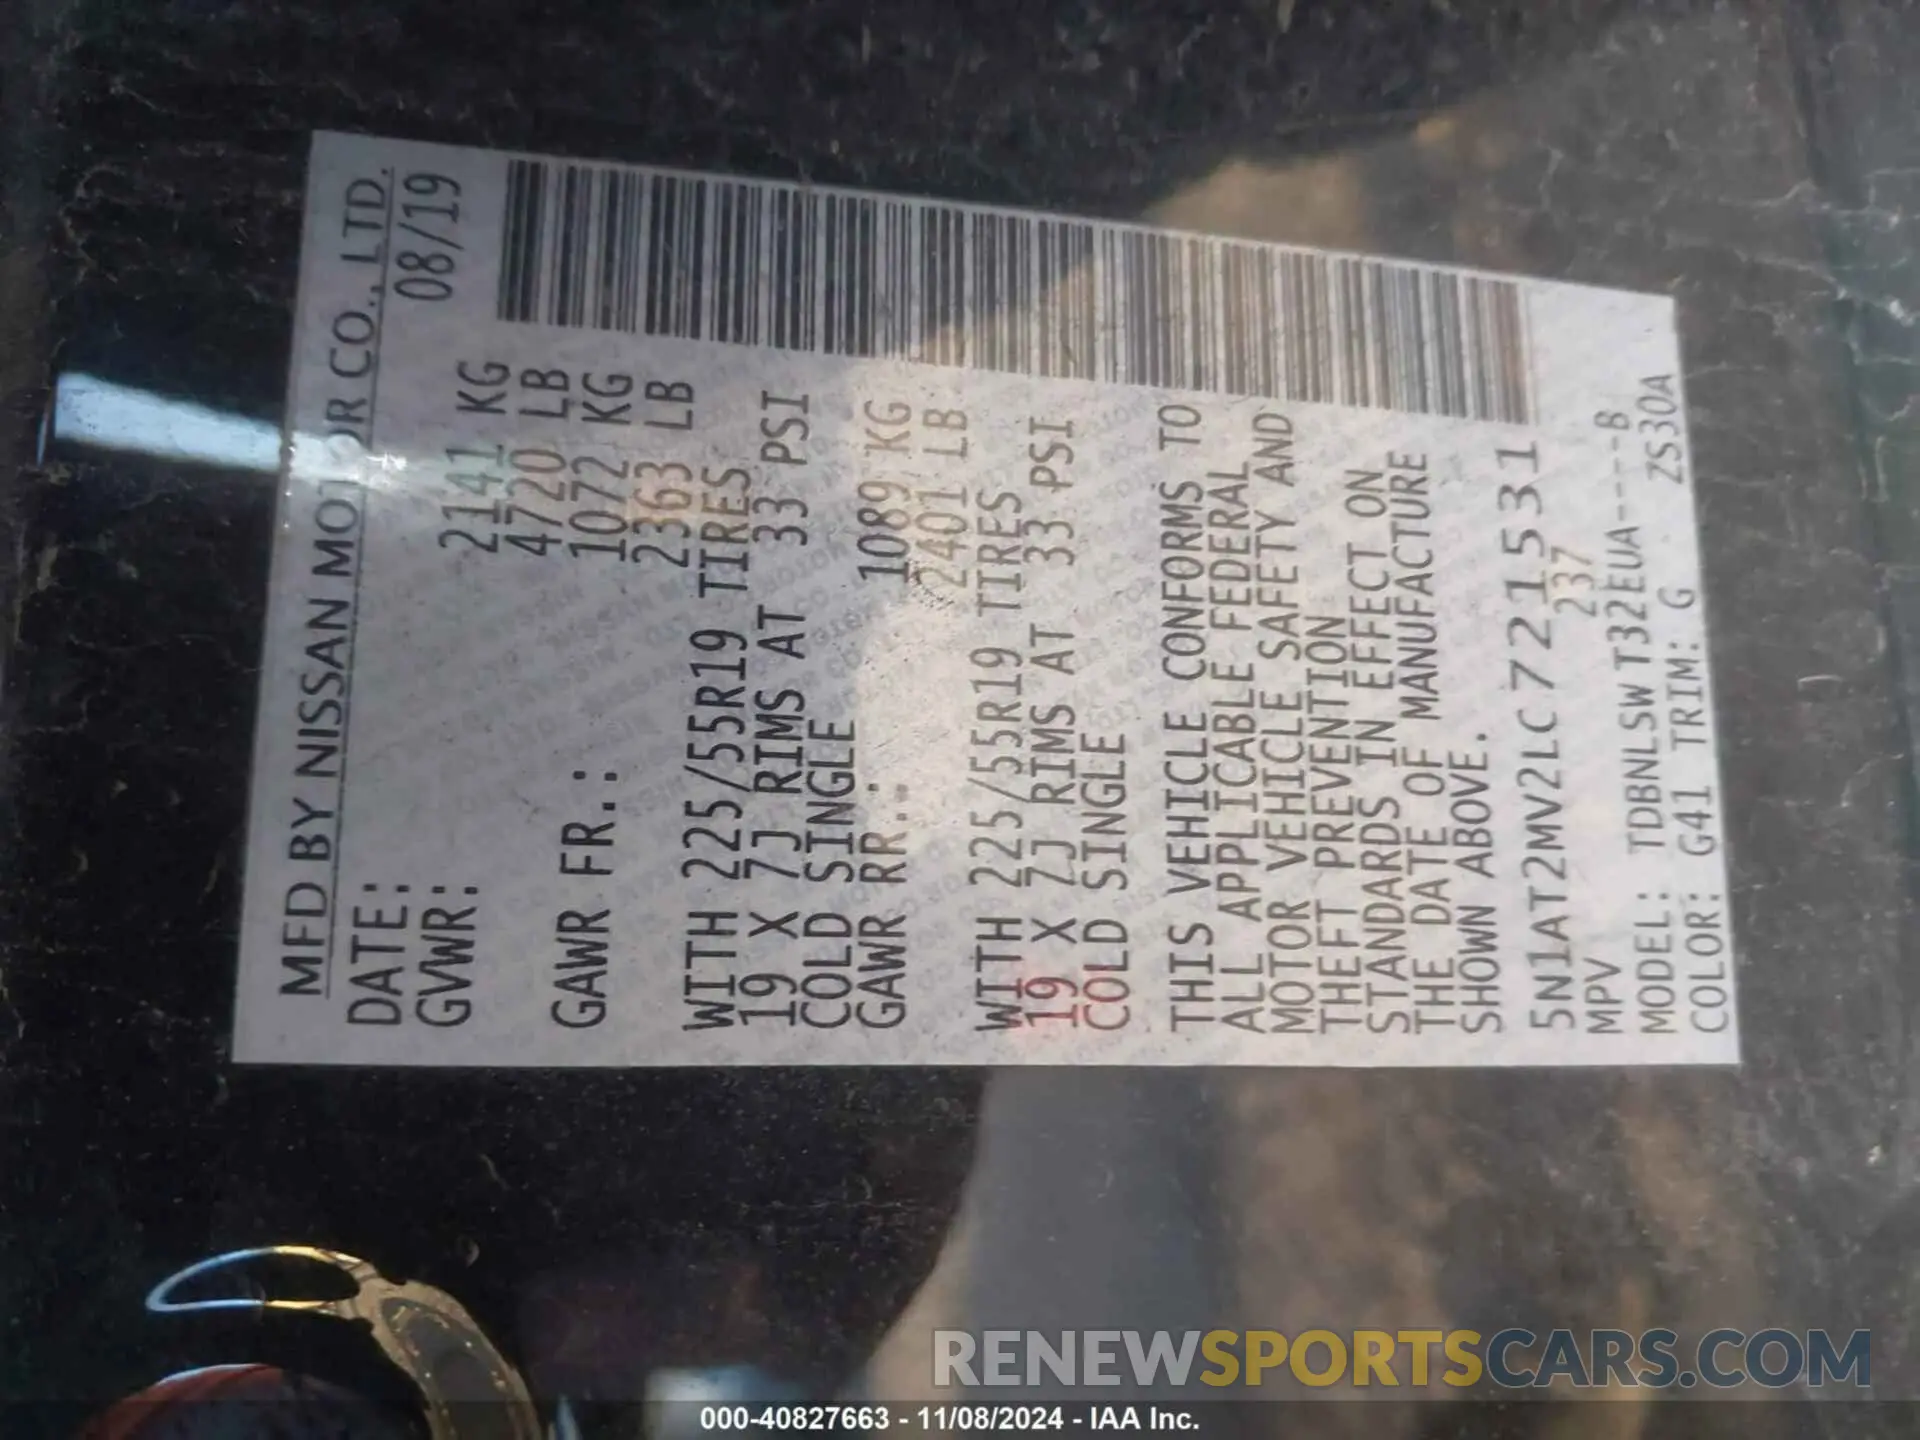 MFD BY NISSAN MOTOR CO., LTD.
DATE: 08/19
GVWR: 2141 KG
4720 LB
GAWR FR.: 1072 KG
2363 LB
WITH 225/55R19 TIRES
19 X 7J RIMS AT 33 PSI
COLD SINGLE
GAWR RR.: 1089 KG
2401 LB
WITH 225/55R19 TIRES
19 X 7J RIMS AT 33 PSI
COLD SINGLE
THIS VEHICLE CONFORMS TO
ALL APPLICABLE FEDERAL
MOTOR VEHICLE SAFETY AND
THEFT PREVENTION
STANDARDS IN EFFECT ON
THE DATE OF MANUFACTURE
SHOWN ABOVE.
5N1AT2MV2LC721531
MPV 237
MODEL: TDBNLSW T32EUA----B
COLOR: G41 TRIM: G ZS30A
RENEWSPORTSCARS.COM
000-40827663 - 11/08/2024 - IAA Inc.